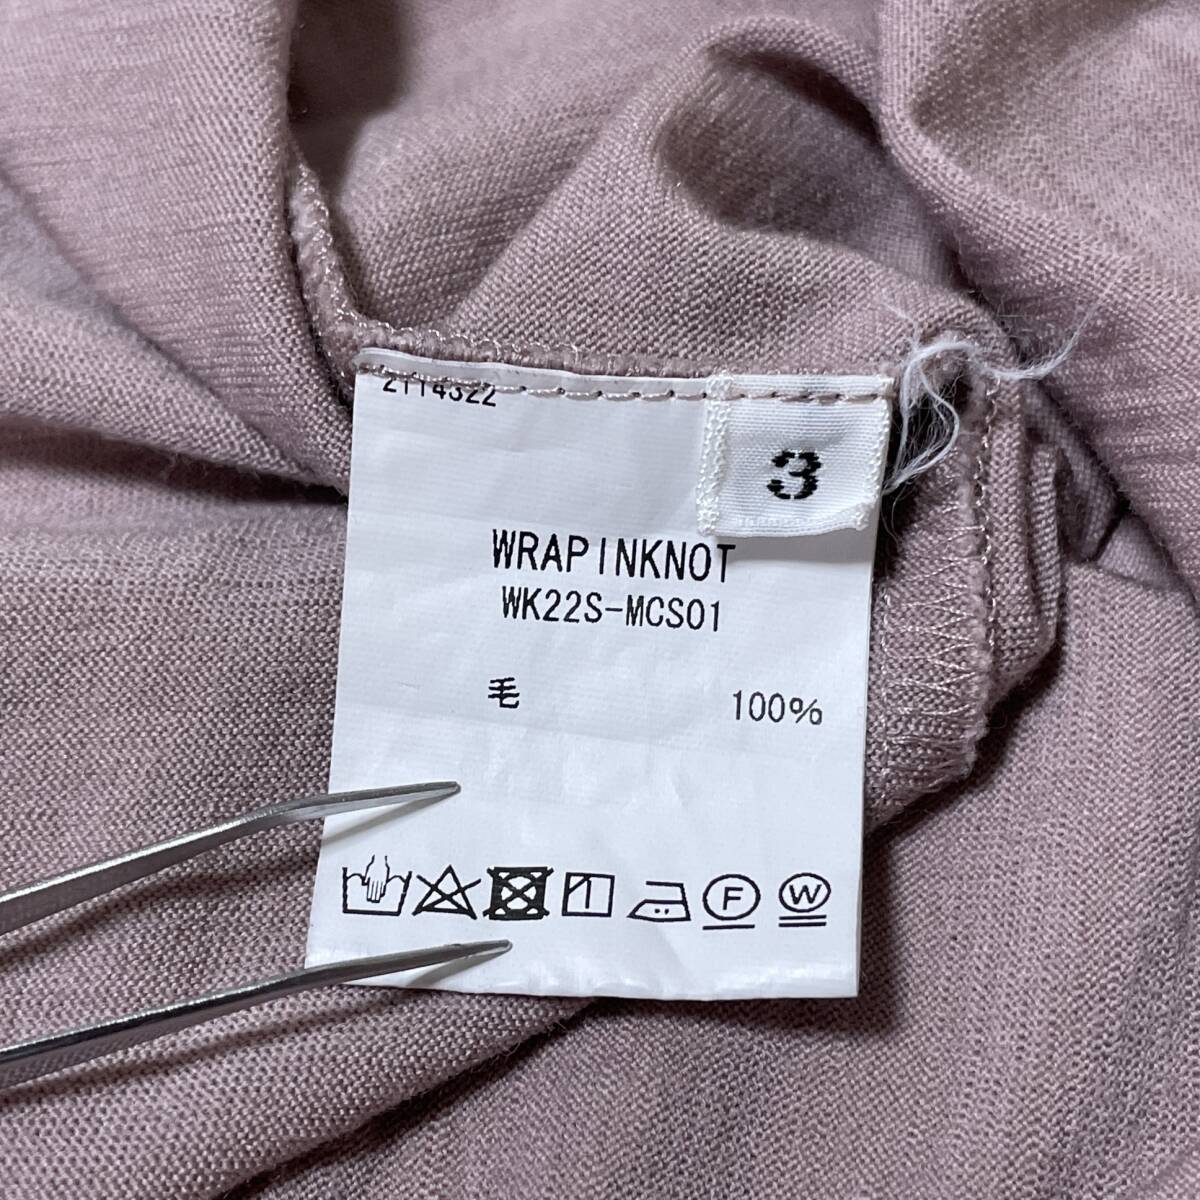 2114322
3
WRAPINKNOT
WK22S-MCS01
毛 100%
F W